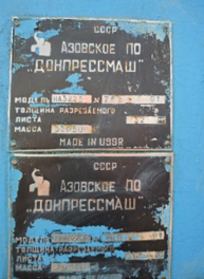 СССР
АЗОВСКОЕ ПО
"ДОНПРЕССМАШ"
МОДЕЛЬ N
ТОЛЩИНА РАЗРЕЗАЕМОГО
ЛИСТА
МАССА
MADE IN USSR
СССР
АЗОВСКОЕ ПО
„ДОНПРЕССМАШ"
МОДЕЛЬ
ТОЛЩИНА РАЗРЕЗАЕМОГО
ЛИСТА
МАССА